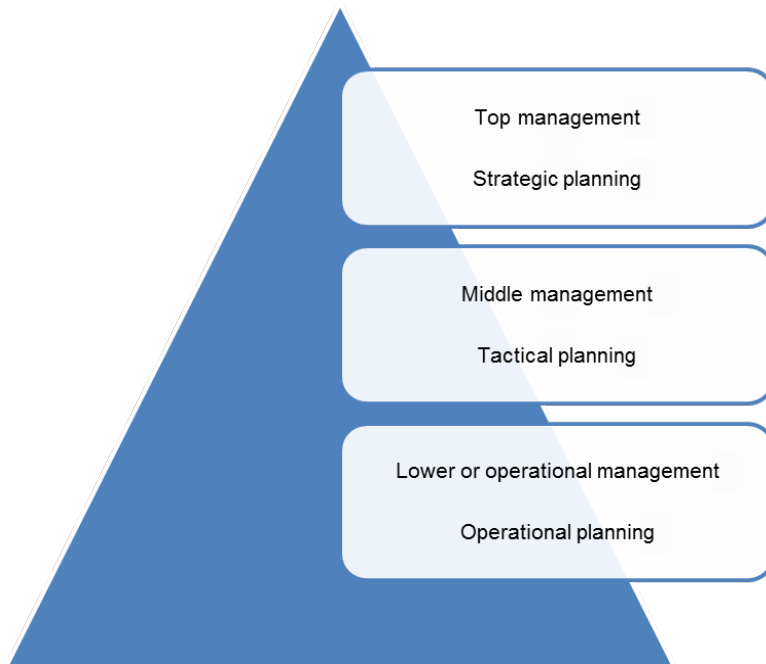 Top management
Strategic planning
Middle management
Tactical planning
Lower or operational management
Operational planning